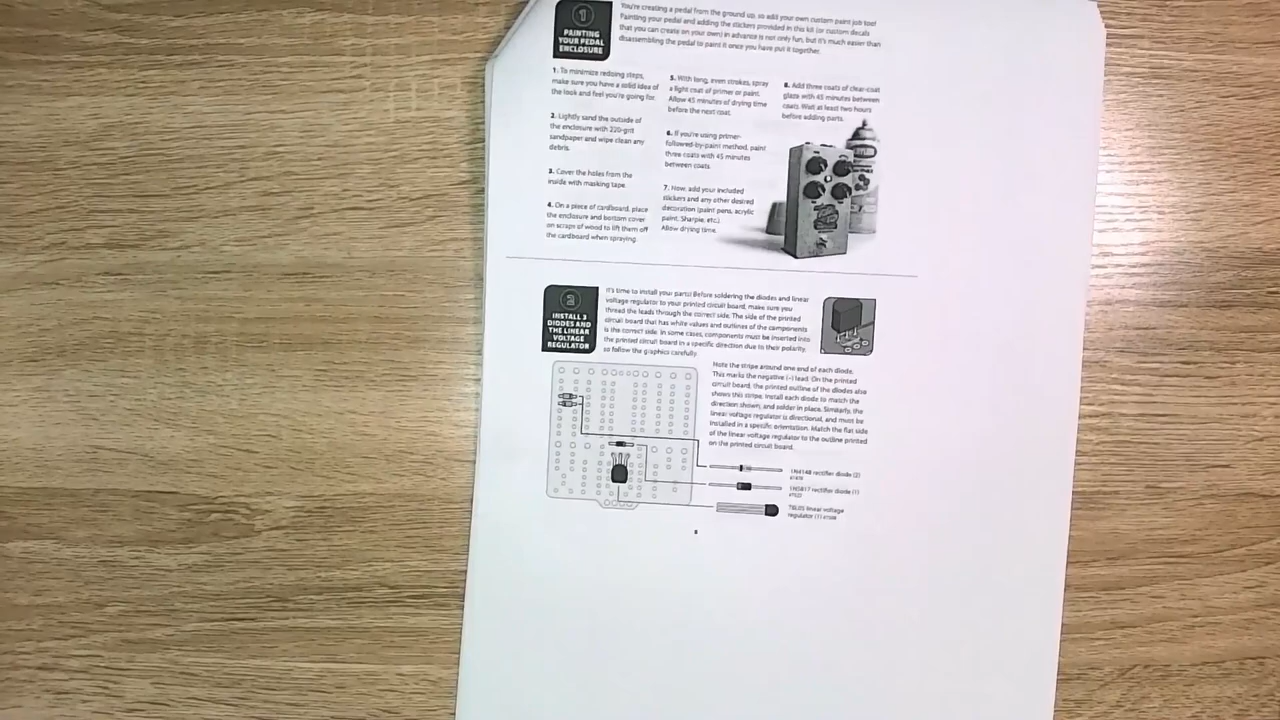 1
PAINTING
YOUR PEDAL
ENCLOSURE
You're creating a pedal from the ground up, so add your own custom paint job too!
Painting your pedal and adding the stickers provided in this kit (or custom decals
that you can create on your own) in advance is not only fun, but it's much easier than
disassembling the pedal to paint it once you have put it together.
1. To minimize redoing steps,
make sure you have a solid idea of
the look and feel you're going for.
2. Lightly sand the outside of
the enclosure with 220-grit
sandpaper and wipe clean any
debris.
3. Cover the holes from the
inside with masking tape.
4. On a piece of cardboard, place
the enclosure and bottom cover
on scraps of wood to lift them off
the cardboard when spraying.
5. With long, even strokes, spray
a light coat of primer or paint.
Allow 45 minutes of drying time
before the next coat.
6. If you're using primer-
followed-by-paint method, paint
three coats with 45 minutes
between coats.
7. Now, add your included
stickers and any other desired
decoration (paint pens, acrylic
paint, Sharpie, etc.)
Allow drying time.
8. Add three coats of clear-coat
glaze with 45 minutes between
coats. Wait at least two hours
before adding parts.
2
INSTALL 3
DIODES AND
THE LINEAR
VOLTAGE
REGULATOR
It's time to install your parts! Before soldering the diodes and linear
voltage regulator to your printed circuit board, make sure you
thread the leads through the correct side. The side of the printed
circuit board that has white values and outlines of the components
is the correct side. In some cases, components must be inserted into
the printed circuit board in a specific direction due to their polarity,
so follow the graphics carefully.
Note the stripe around one end of each diode.
This marks the negative (–) lead. On the printed
circuit board, the printed outline of the diodes also
shows this stripe. Install each diode to match the
direction shown, and solder in place. Similarly, the
linear voltage regulator is directional, and must be
installed in a specific orientation. Match the flat side
of the linear voltage regulator to the outline printed
on the printed circuit board.
1N4148 rectifier diode (2)
1N5817 rectifier diode (1)
78L05 linear voltage
regulator (1)